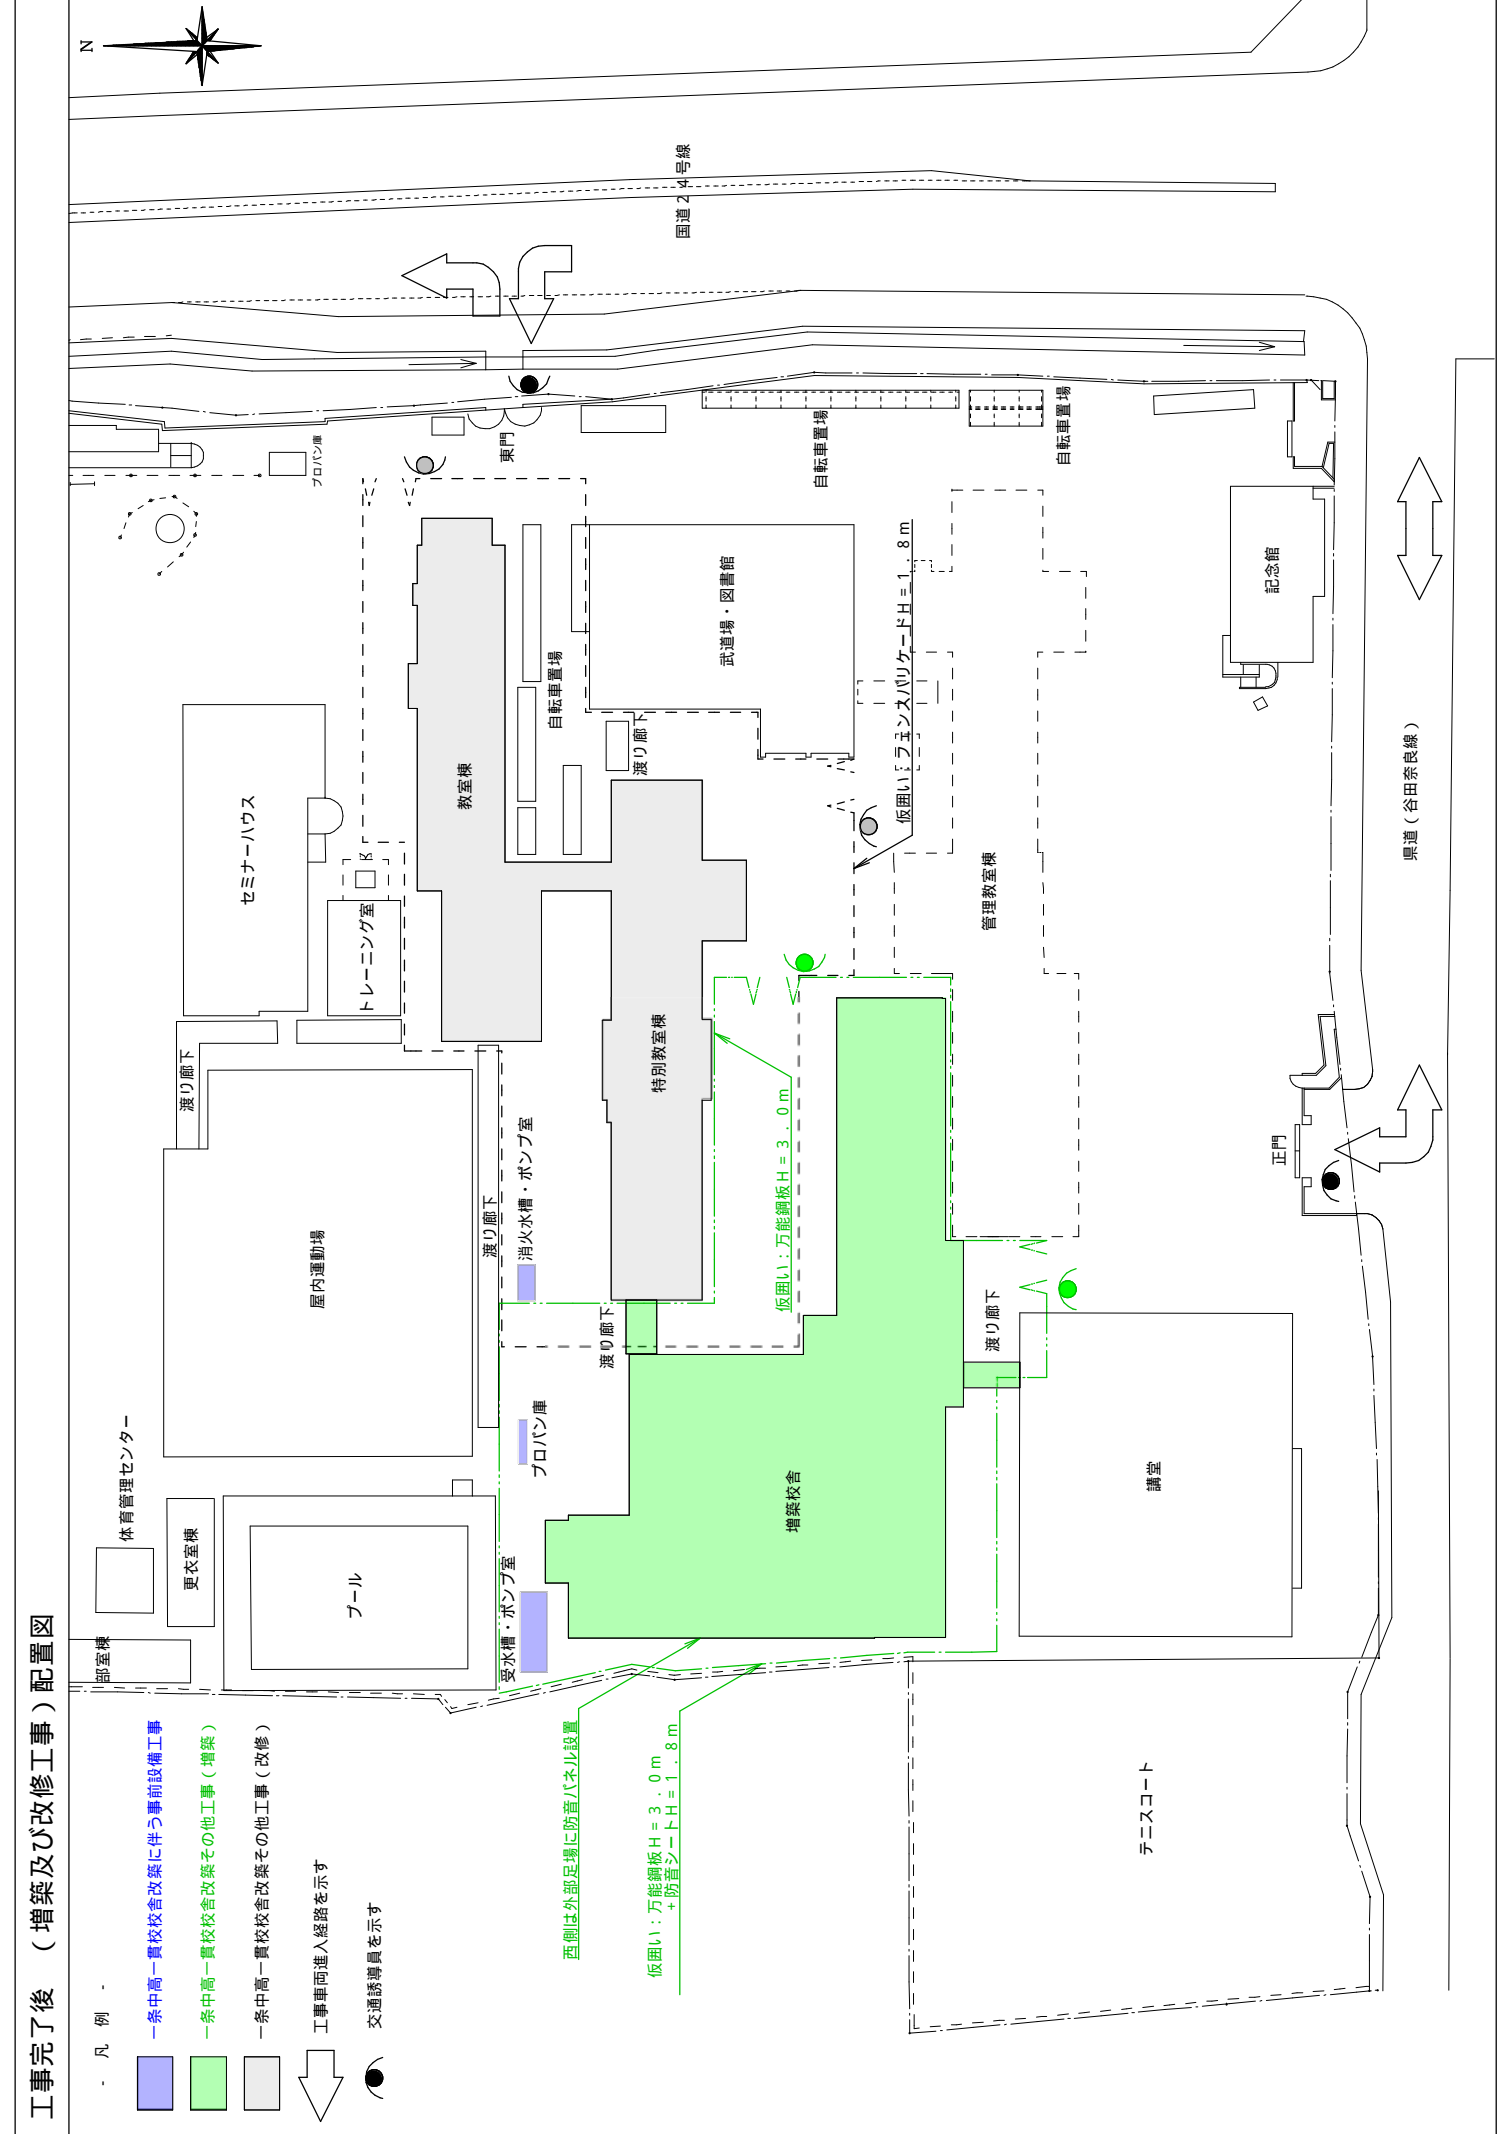 工事完了後　（増築及び改修工事）配置図
- 凡 例 -
一条中高一貫校校舎改築に伴う事前設備工事
一条中高一貫校校舎改築その他工事（増築）
一条中高一貫校校舎改築その他工事（改修）
工事車両進入経路を示す
交通誘導員を示す
N
部室棟
体育管理センター
更衣室棟
プール
屋内運動場
渡り廊下
セミナーハウス
トレーニング室
プロパン庫
東門
国道２４号線
教室棟
自転車置場
渡り廊下
武道場・図書館
自転車置場
自転車置場
渡り廊下
消火水槽・ポンプ室
特別教室棟
渡り廊下
プロパン庫
受水槽・ポンプ室
増築校舎
仮囲い：万能鋼板Ｈ＝３．０ｍ
仮囲い：フェンスバリケードＨ＝１．８ｍ
管理教室棟
渡り廊下
講堂
記念館
正門
県道（谷田奈良線）
西側は外部足場に防音パネル設置
仮囲い：万能鋼板Ｈ＝３．０ｍ
＋防音シートＨ＝１．８ｍ
テニスコート